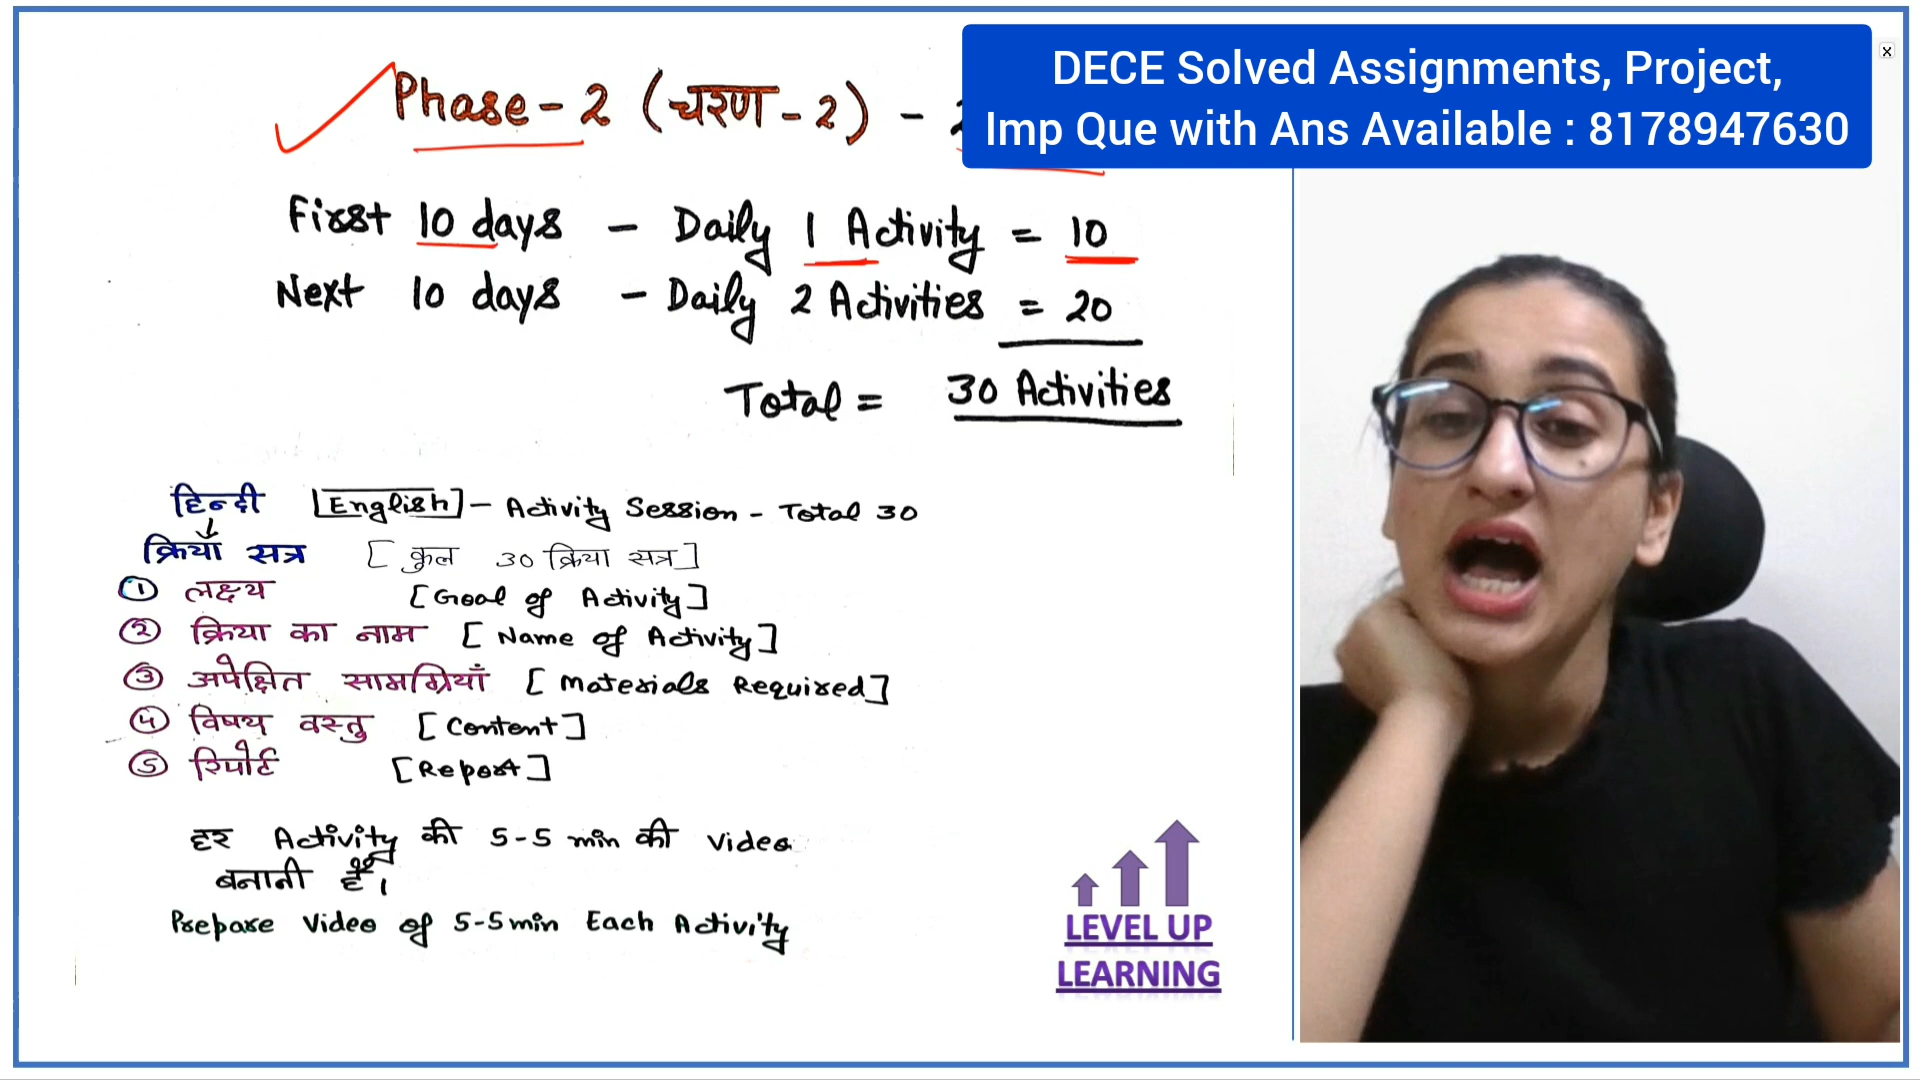 DECE Solved Assignments, Project,
Imp Que with Ans Available : 8178947630
Phase-2 (चरण-2) -
First 10 days - Daily 1 Activity = 10
Next 10 days - Daily 2 Activities = 20
Total = 30 Activities
हिन्दी [English] - Activity Session - Total 30
क्रिया सत्र [कुल 30 क्रिया सत्र]
① लक्ष्य [Goal of Activity]
② क्रिया का नाम [Name of Activity]
③ अपेक्षित सामग्रियाँ [Materials Required]
④ विषय वस्तु [Content]
⑤ रिपोर्ट [Report]
हर Activity की 5-5 min की Video
बनानी है।
Prepare Video of 5-5min Each Activity
LEVEL UP
LEARNING